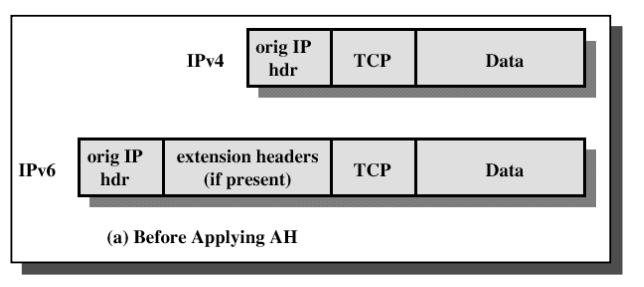 IPv4
orig IP
hdr
TCP
Data
IPv6
orig IP
hdr
extension headers
(if present)
TCP
Data
(a) Before Applying AH